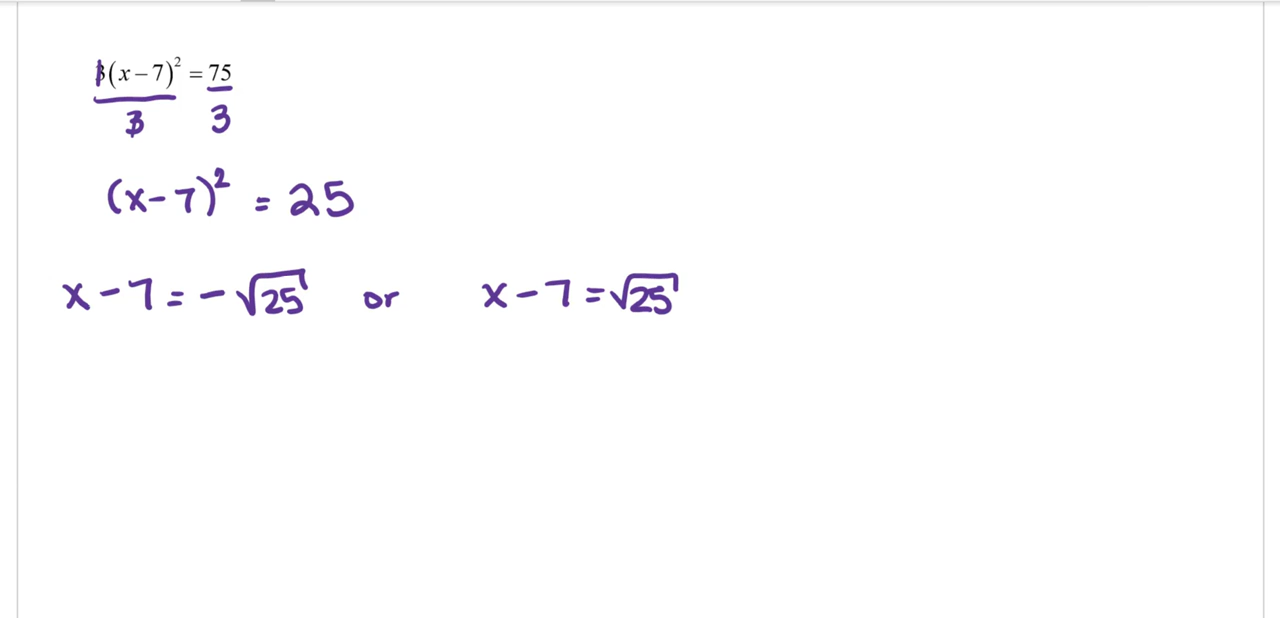 3(x − 7)² = 75
3 3
(x − 7)² = 25
x − 7 = −√25 or x − 7 = √25